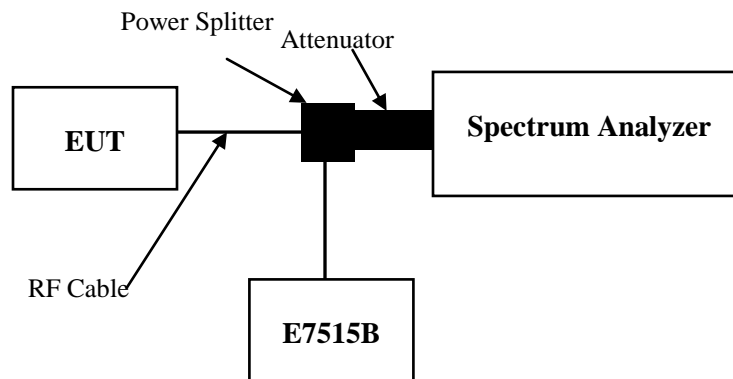 Power Splitter
Attenuator
EUT
Spectrum Analyzer
RF Cable
E7515B